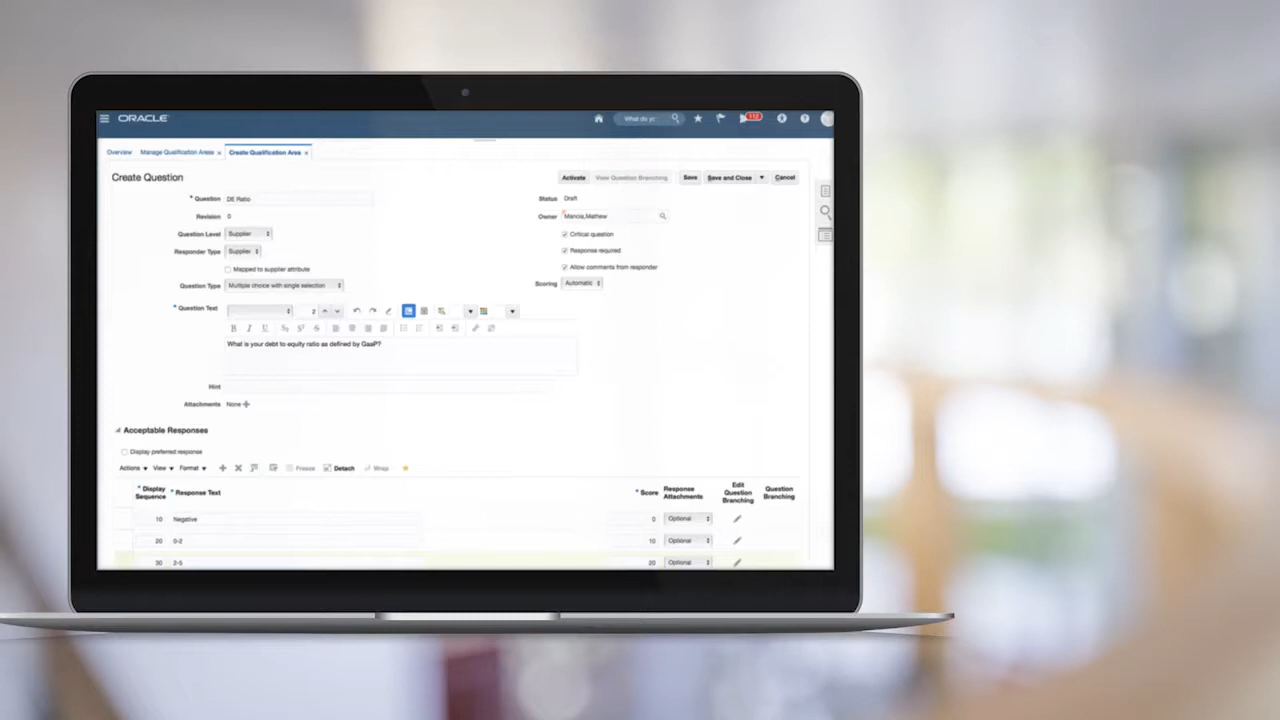 ORACLE
What do yc
112
Overview Manage Qualification Areas × Create Qualification Area ×
Create Question
Activate View Question Branching Save Save and Close Cancel
* Question DE Ratio
Revision 0
Question Level Supplier
Responder Type Supplier
Mapped to supplier attribute
Question Type Multiple choice with single selection
Status Draft
Owner Mancia,Mathew
Critical question
Response required
Allow comments from responder
Scoring Automatic
* Question Text
2
B I U
What is your debt to equity ratio as defined by GaaP?
Hint
Attachments None
Acceptable Responses
Display preferred response
Actions View Format Freeze Detach Wrap
* Display Sequence * Response Text * Score Response Attachments Edit Question Branching Question Branching
10 Negative 0 Optional
20 0-2 10 Optional
30 2-5 20 Optional